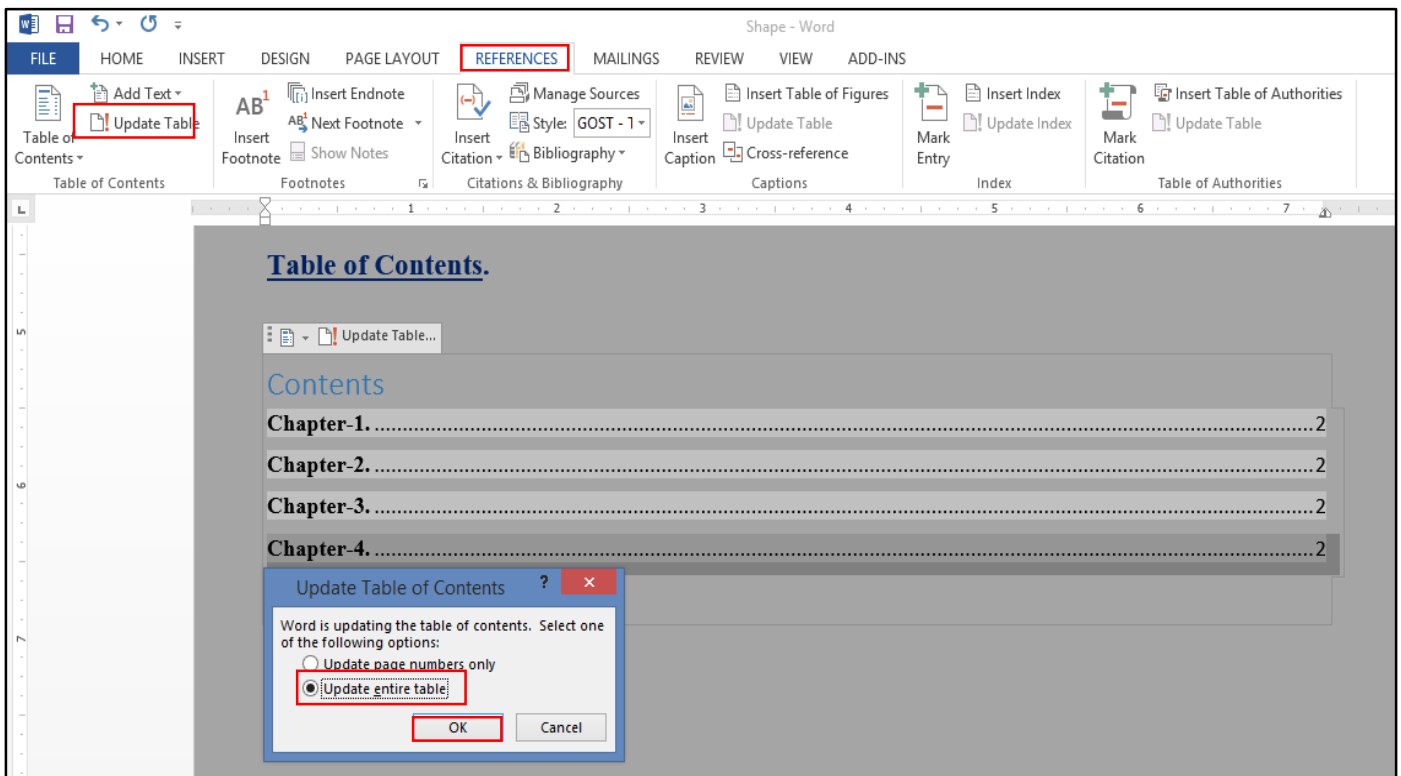 Shape - Word
FILE HOME INSERT DESIGN PAGE LAYOUT REFERENCES MAILINGS REVIEW VIEW ADD-INS
Table of Contents
Add Text
Update Table
Table of Contents
AB1 Insert Footnote
Insert Endnote
AB1 Next Footnote
Show Notes
Footnotes
Insert Citation
Manage Sources
Style: GOST - T
Bibliography
Citations & Bibliography
Insert Caption
Insert Table of Figures
Update Table
Cross-reference
Captions
Mark Entry
Insert Index
Update Index
Index
Mark Citation
Insert Table of Authorities
Update Table
Table of Authorities
L
1 2 3 4 5 6 7
Table of Contents.
5
Update Table...
Contents
Chapter-1. 2
Chapter-2. 2
6
Chapter-3. 2
Chapter-4. 2
Update Table of Contents ? ×
Word is updating the table of contents. Select one
of the following options:
7
Update page numbers only
Update entire table
OK Cancel